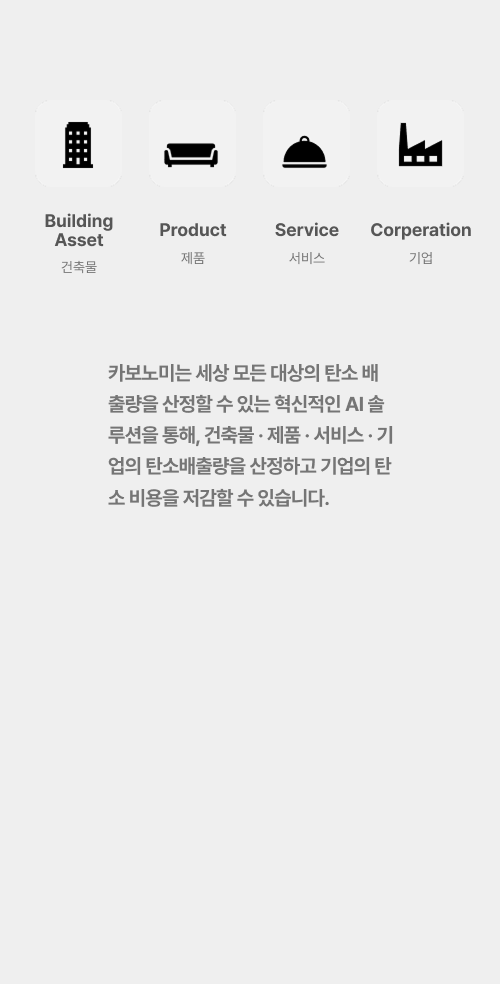 Building
Asset
건축물
Product
제품
Service
서비스
Corperation
기업
카보노미는 세상 모든 대상의 탄소 배
출량을 산정할 수 있는 혁신적인 AI 솔
루션을 통해, 건축물 · 제품 · 서비스 · 기
업의 탄소배출량을 산정하고 기업의 탄
소 비용을 저감할 수 있습니다.